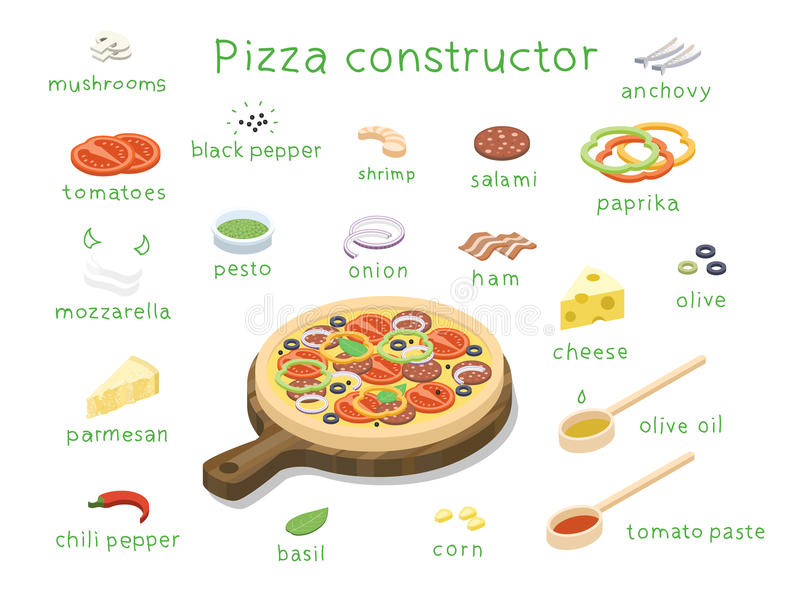 Pizza constructor
mushrooms
anchovy
black pepper
shrimp
salami
tomatoes
paprika
pesto
onion
ham
mozzarella
olive
cheese
parmesan
olive oil
chili pepper
basil
corn
tomato paste
dreamstime